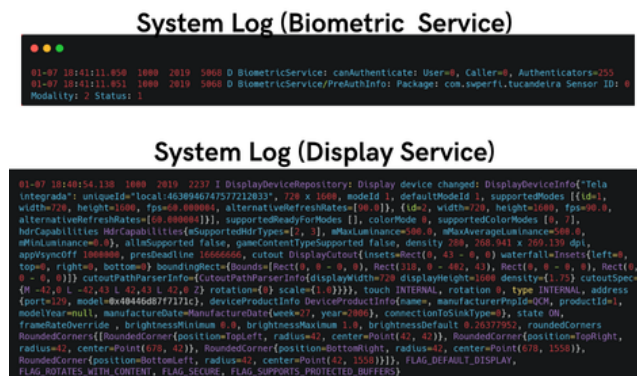 System Log (Biometric Service)
01-07 18:41:11.050 1000 2019 5068 D BiometricService: canAuthenticate: User=0, Caller=0, Authenticators=255
01-07 18:41:11.051 1000 2019 5068 D BiometricService/PreAuthInfo: Package: com.swperfi.tucandeira Sensor ID: 0
Modality: 2 Status: 1
System Log (Display Service)
01-07 18:40:54.130 1000 2019 2237 I DisplayDeviceRepository: Display device changed: DisplayDeviceInfo{"Tela
integrada": uniqueId="local:4630946747577212033", 720 x 1600, modeId 1, defaultModeId 1, supportedModes [{id=1,
width=720, height=1600, fps=60.000004, alternativeRefreshRates=[90.0]}, {id=2, width=720, height=1600, fps=90.0,
alternativeRefreshRates=[60.000004]}], supportedReadyForModes [], colorMode 0, supportedColorModes [0, 7],
hdrCapabilities HdrCapabilities{mSupportedHdrTypes=[2, 3], mMaxLuminance=500.0, mMaxAverageLuminance=500.0,
mMinLuminance=0.0}, allmSupported false, gameContentTypeSupported false, density 280, 268.941 x 269.139 dpi,
appVsyncOff 1000000, presDeadline 16666666, cutout DisplayCutout{insets=Rect(0, 43 - 0, 0) waterfall=Insets{left=0,
top=0, right=0, bottom=0} boundingRect={Bounds=[Rect(0, 0 - 0, 0), Rect(318, 0 - 402, 43), Rect(0, 0 - 0, 0), Rect(0,
0 - 0, 0)]} cutoutPathParserInfo={CutoutPathParserInfo{displayWidth=720 displayHeight=1600 density={1.75} cutoutSpec=
{M -42,0 L -42,43 L 42,43 L 42,0 Z} rotation={0} scale={1.0}}}}, touch INTERNAL, rotation 0, type INTERNAL, address
{port=129, model=0x40446d87f7171c}, deviceProductInfo DeviceProductInfo{name=, manufacturerPnpId=QCM, productId=1,
modelYear=null, manufactureDate=ManufactureDate{week=27, year=2006}, connectionToSinkType=0}, state ON,
frameRateOverride , brightnessMinimum 0.0, brightnessMaximum 1.0, brightnessDefault 0.26377952, roundedCorners
RoundedCorners{[RoundedCorner{position=TopLeft, radius=42, center=Point(42, 42)}, RoundedCorner{position=TopRight,
radius=42, center=Point(678, 42)}, RoundedCorner{position=BottomRight, radius=42, center=Point(678, 1558)},
RoundedCorner{position=BottomLeft, radius=42, center=Point(42, 1558)}]}, FLAG_DEFAULT_DISPLAY,
FLAG_ROTATES_WITH_CONTENT, FLAG_SECURE, FLAG_SUPPORTS_PROTECTED_BUFFERS}